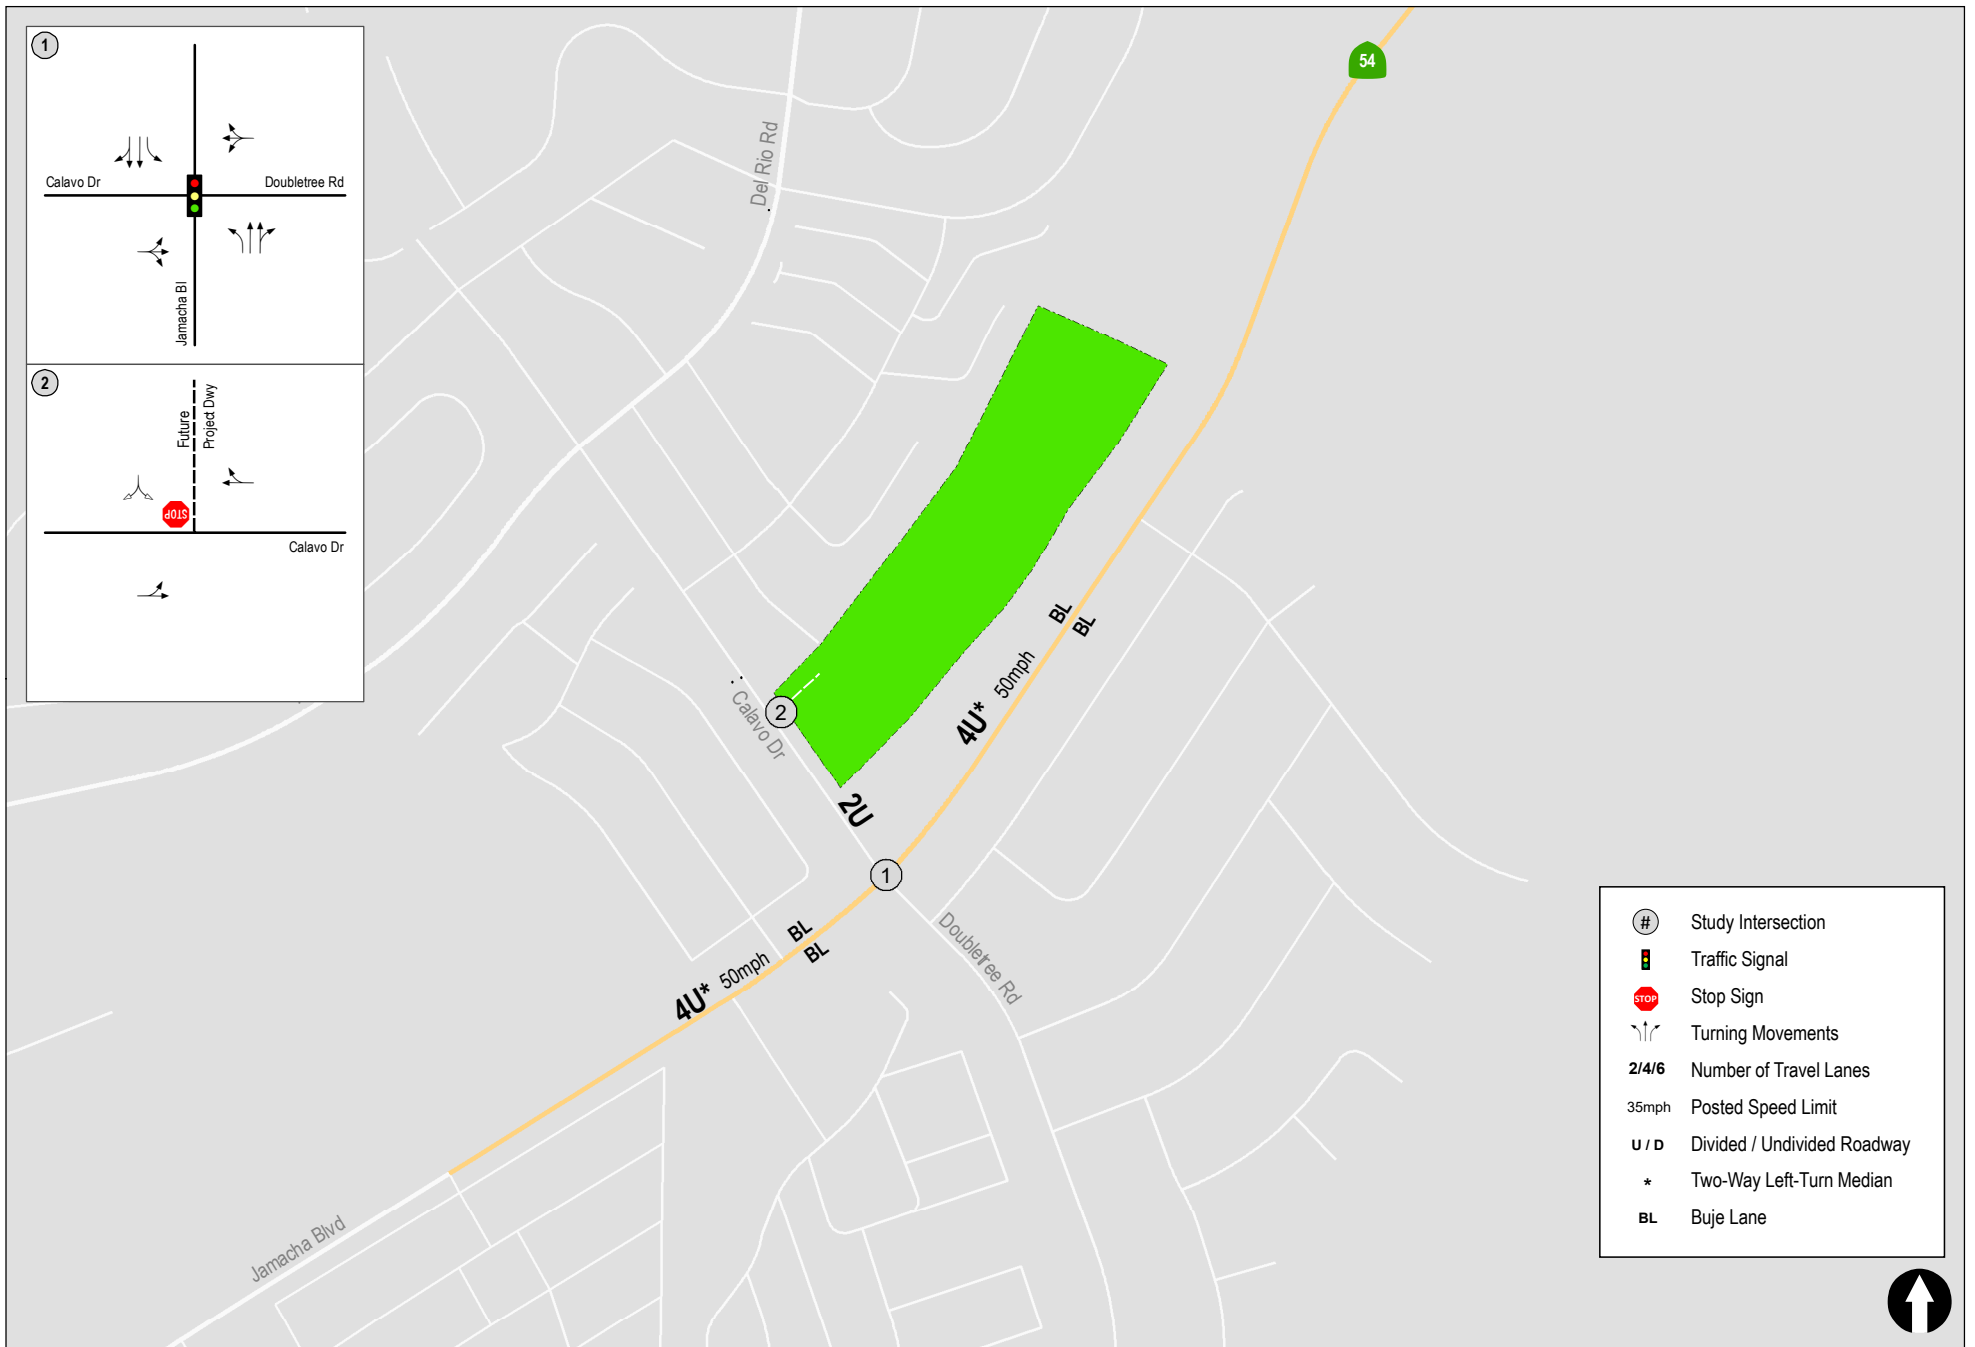 1
Calavo Dr
Doubletree Rd
Jamacha Bl
2
Future
Project Dwy
STOP
Calavo Dr
54
Del Rio Rd
BL
BL
50mph
4U*
2
Calavo Dr
2U
1
BL
BL
50mph
4U*
Doubletree Rd
Jamacha Blvd
# Study Intersection
Traffic Signal
STOP Stop Sign
Turning Movements
2/4/6 Number of Travel Lanes
35mph Posted Speed Limit
U / D Divided / Undivided Roadway
* Two-Way Left-Turn Median
BL Buje Lane